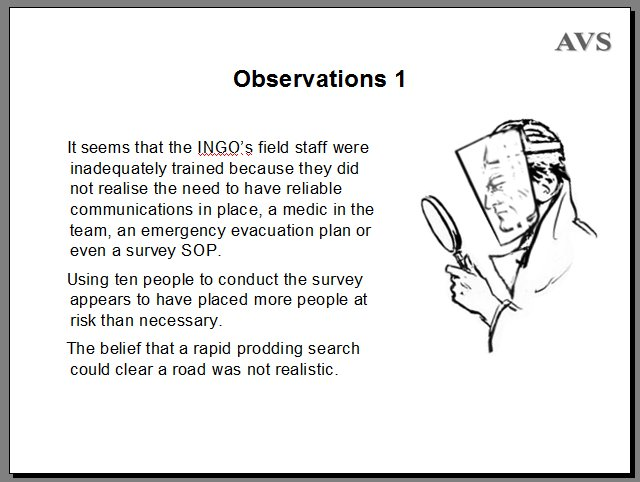 AVS
Observations 1
It seems that the INGO's field staff were
inadequately trained because they did
not realise the need to have reliable
communications in place, a medic in the
team, an emergency evacuation plan or
even a survey SOP.
Using ten people to conduct the survey
appears to have placed more people at
risk than necessary.
The belief that a rapid prodding search
could clear a road was not realistic.